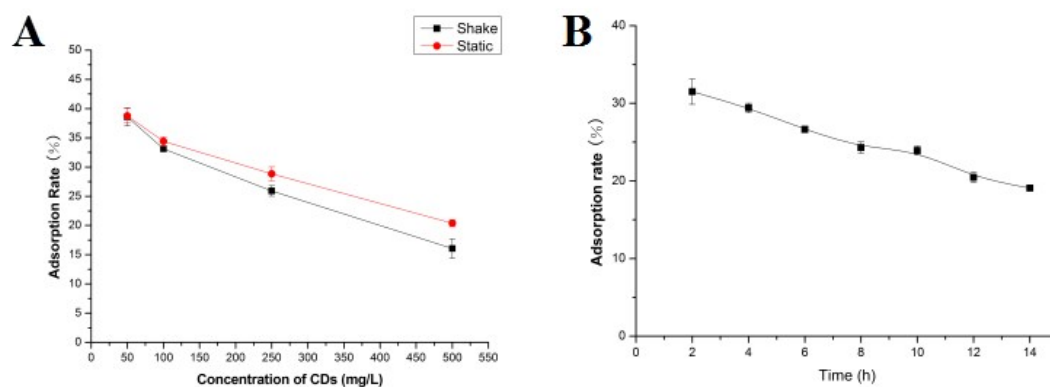 A
Shake
Static
50
45
40
35
30
25
20
15
10
5
0
Adsorption Rate (%)
0 50 100 150 200 250 300 350 400 450 500 550
Concentration of CDs (mg/L)
B
40
30
20
10
0
Adsorption rate (%)
0 2 4 6 8 10 12 14
Time (h)